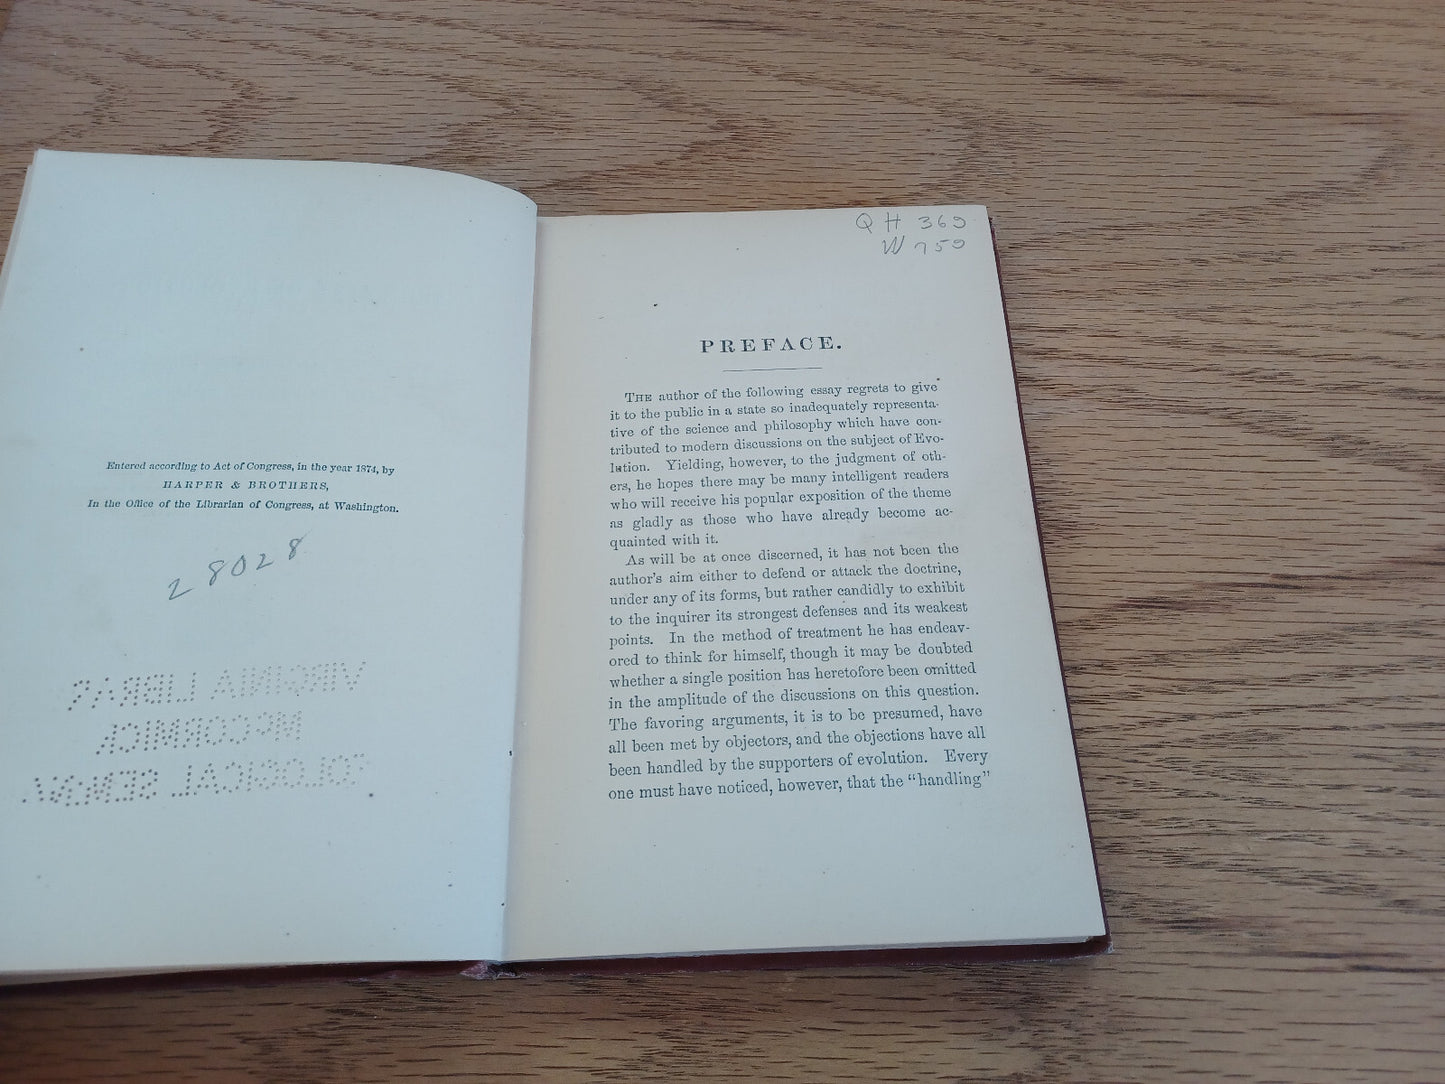 Entered according to Act of Congress, in the year 1874, by
HARPER & BROTHERS,
In the Office of the Librarian of Congress, at Washington.
28028
VIRGINIA LIBRARY
McCORMICK
THEOLOGICAL SEMINARY
QH 369
W 759
PREFACE.
THE author of the following essay regrets to give
it to the public in a state so inadequately representa-
tive of the science and philosophy which have con-
tributed to modern discussions on the subject of Evo-
lution. Yielding, however, to the judgment of oth-
ers, he hopes there may be many intelligent readers
who will receive his popular exposition of the theme
as gladly as those who have already become ac-
quainted with it.
As will be at once discerned, it has not been the
author's aim either to defend or attack the doctrine,
under any of its forms, but rather candidly to exhibit
to the inquirer its strongest defenses and its weakest
points. In the method of treatment he has endeav-
ored to think for himself, though it may be doubted
whether a single position has heretofore been omitted
in the amplitude of the discussions on this question.
The favoring arguments, it is to be presumed, have
all been met by objectors, and the objections have all
been handled by the supporters of evolution. Every
one must have noticed, however, that the "handling"